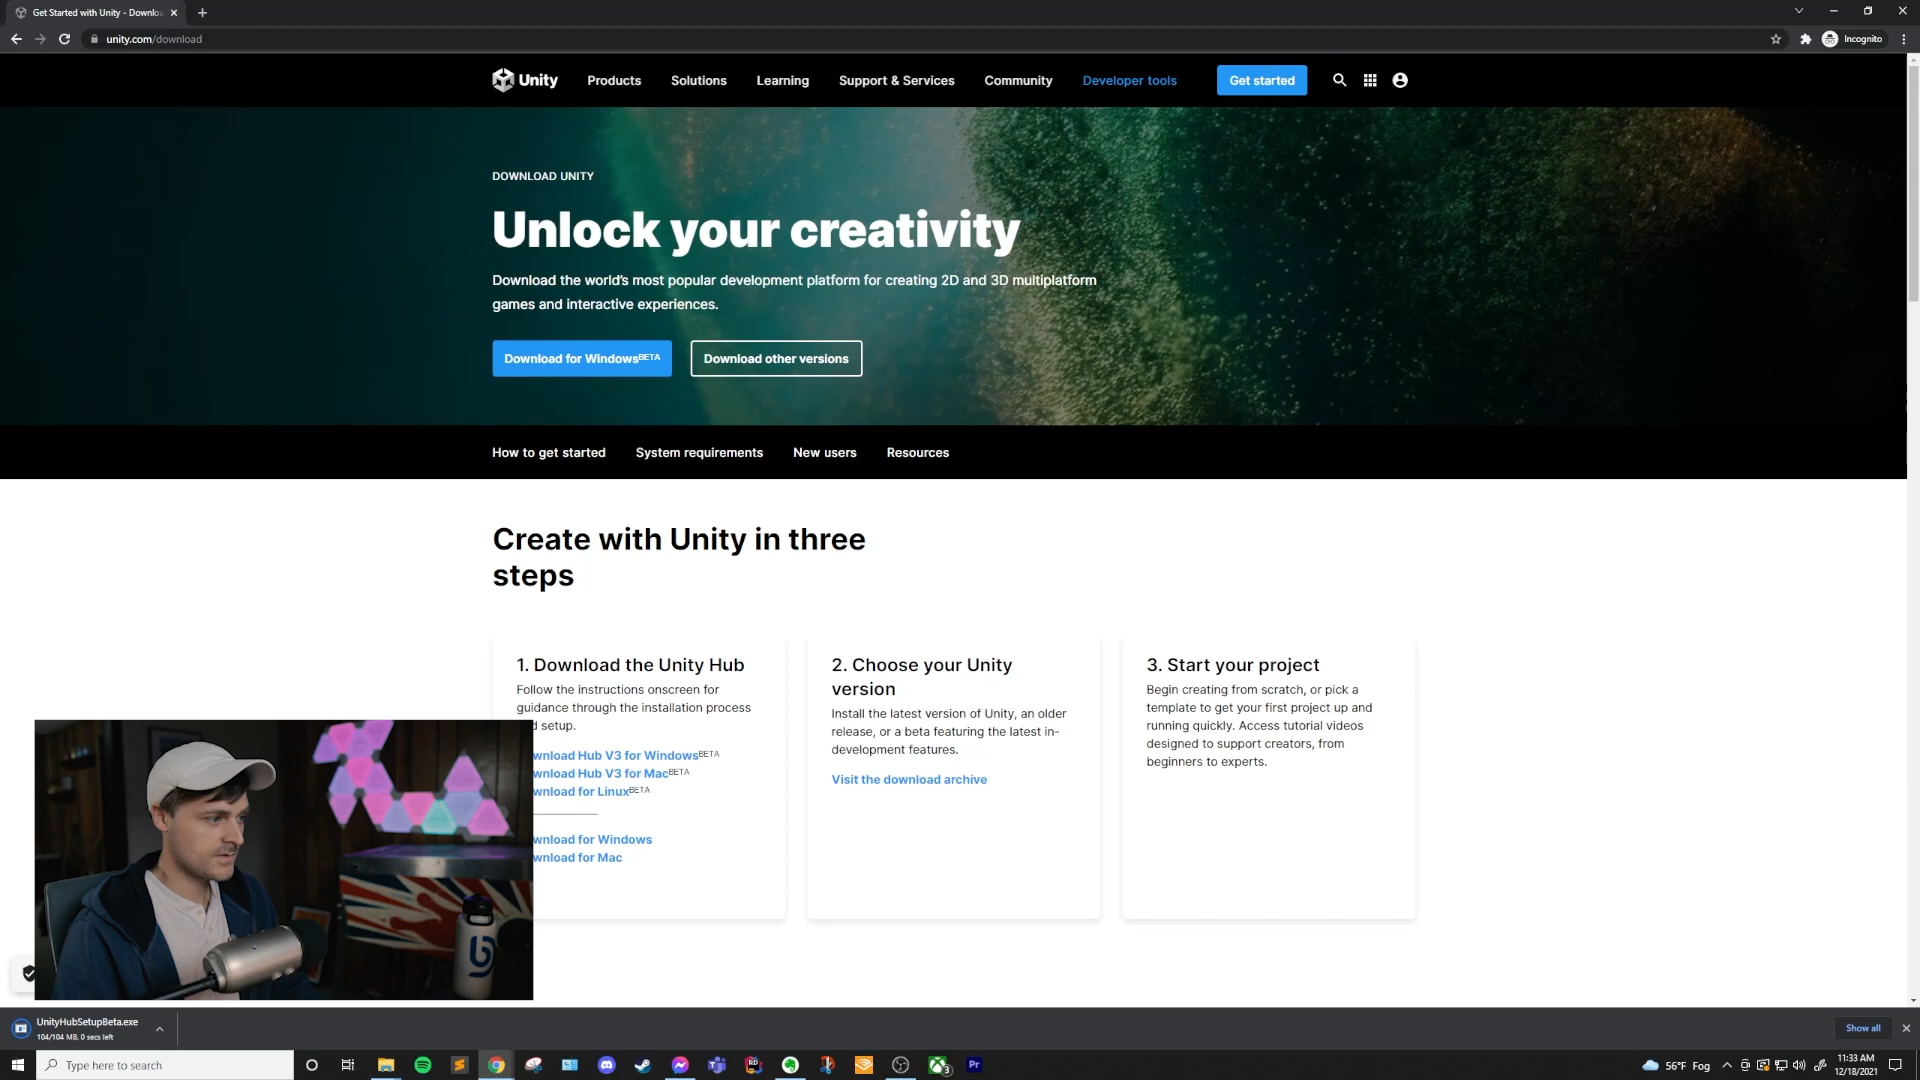 Get Started with Unity - Downloa
unity.com/download
Incognito
Unity
Products
Solutions
Learning
Support & Services
Community
Developer tools
Get started
DOWNLOAD UNITY
Unlock your creativity
Download the world's most popular development platform for creating 2D and 3D multiplatform
games and interactive experiences.
Download for WindowsBETA
Download other versions
How to get started
System requirements
New users
Resources
Create with Unity in three
steps
1. Download the Unity Hub
Follow the instructions onscreen for
guidance through the installation process
d setup.
wnload Hub V3 for WindowsBETA
wnload Hub V3 for MacBETA
wnload for LinuxBETA
wnload for Windows
wnload for Mac
2. Choose your Unity
version
Install the latest version of Unity, an older
release, or a beta featuring the latest in-
development features.
Visit the download archive
3. Start your project
Begin creating from scratch, or pick a
template to get your first project up and
running quickly. Access tutorial videos
designed to support creators, from
beginners to experts.
UnityHubSetupBeta.exe
104/104 MB, 0 secs left
Show all
Type here to search
RD
3
Pr
56°F Fog
11:33 AM
12/18/2021